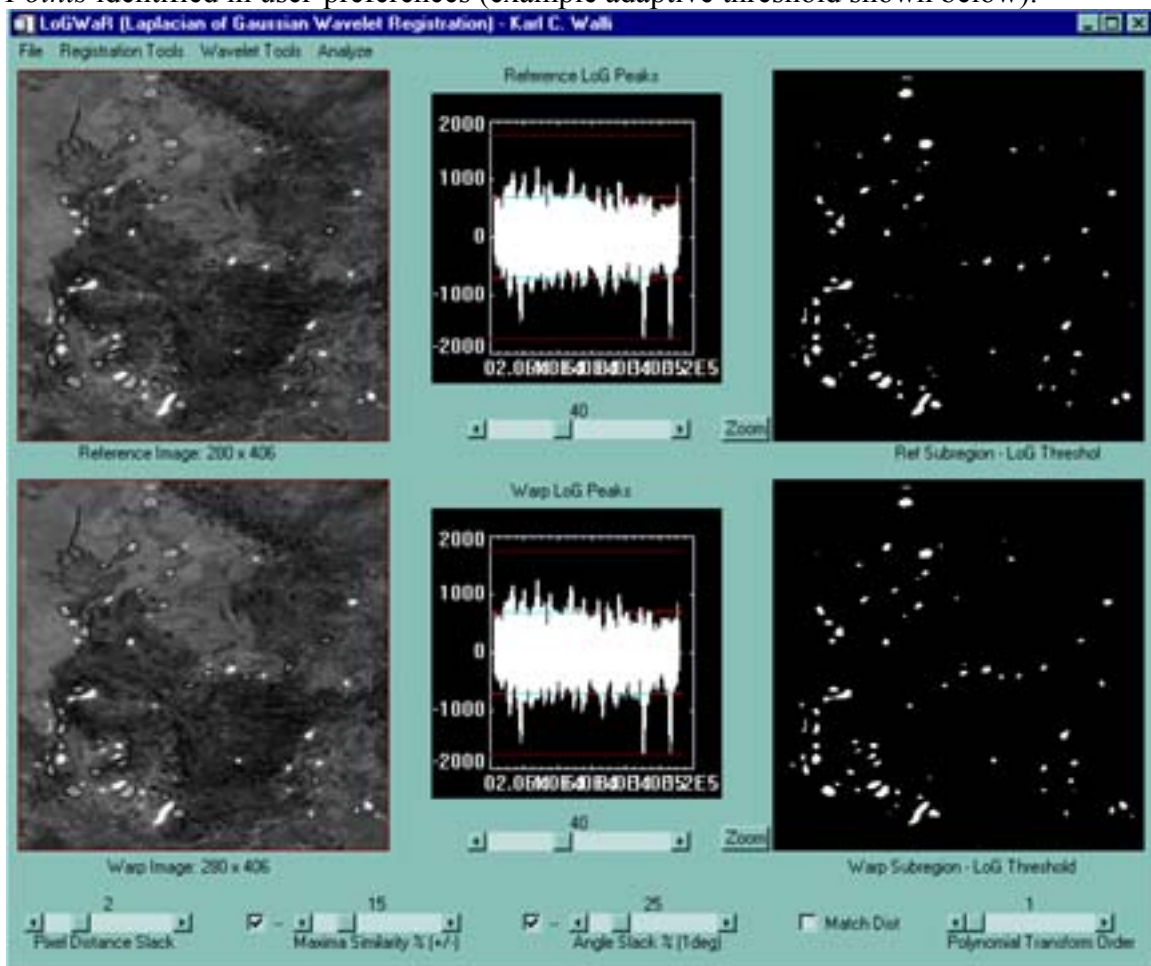 Points identified in user preferences (example adaptive threshold shown below).
LoGWaR (Laplacian of Gaussian Wavelet Registration) - Karl C. Walli
File Registration Tools Wavelet Tools Analyze
Reference LoG Peaks
2000
1000
0
-1000
-2000
40
Zoom
Reference Image: 280 x 406
Ref Subregion - LoG Threshol
Warp LoG Peaks
2000
1000
0
-1000
-2000
40
Zoom
Warp Image: 280 x 406
Warp Subregion - LoG Threshold
2
15
25
1
Match Dist
Pixel Distance Slack
Maxima Similarity % (+/-)
Angle Slack % (1deg)
Polynomial Transform Order